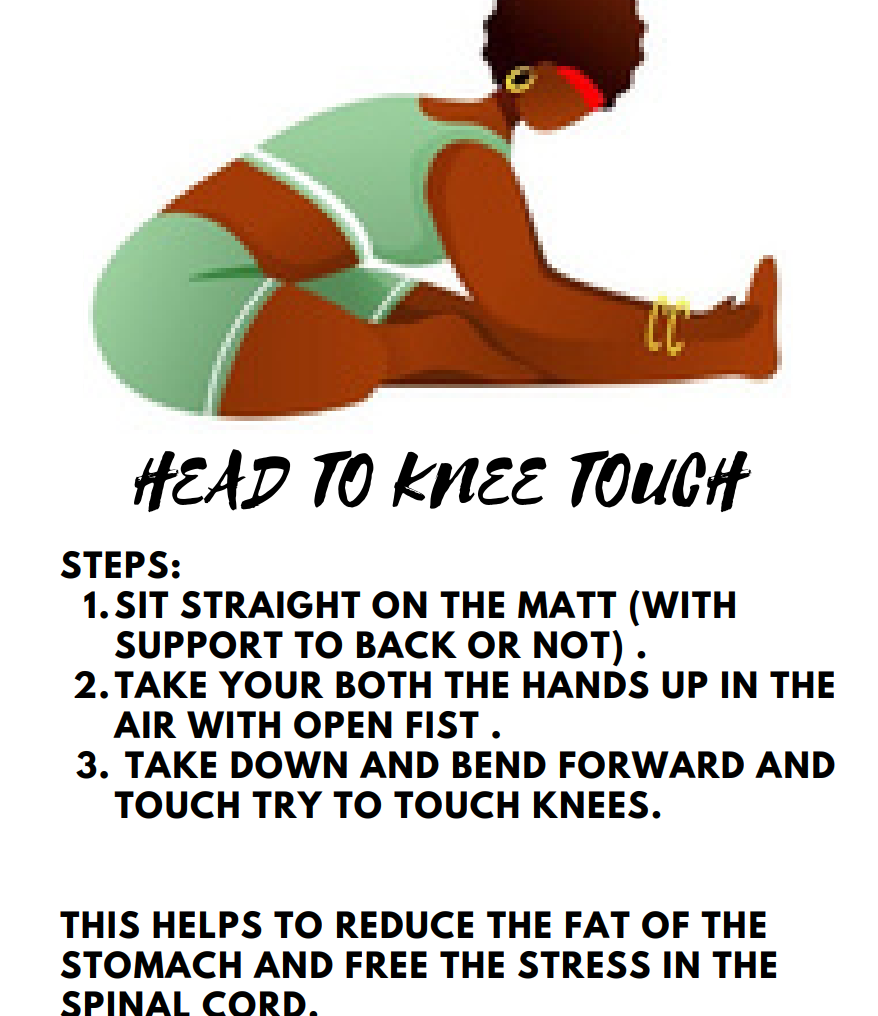 HEAD TO KNEE TOUCH
STEPS:
1. SIT STRAIGHT ON THE MATT (WITH
SUPPORT TO BACK OR NOT) .
2. TAKE YOUR BOTH THE HANDS UP IN THE
AIR WITH OPEN FIST .
3. TAKE DOWN AND BEND FORWARD AND
TOUCH TRY TO TOUCH KNEES.
THIS HELPS TO REDUCE THE FAT OF THE
STOMACH AND FREE THE STRESS IN THE
SPINAL CORD.